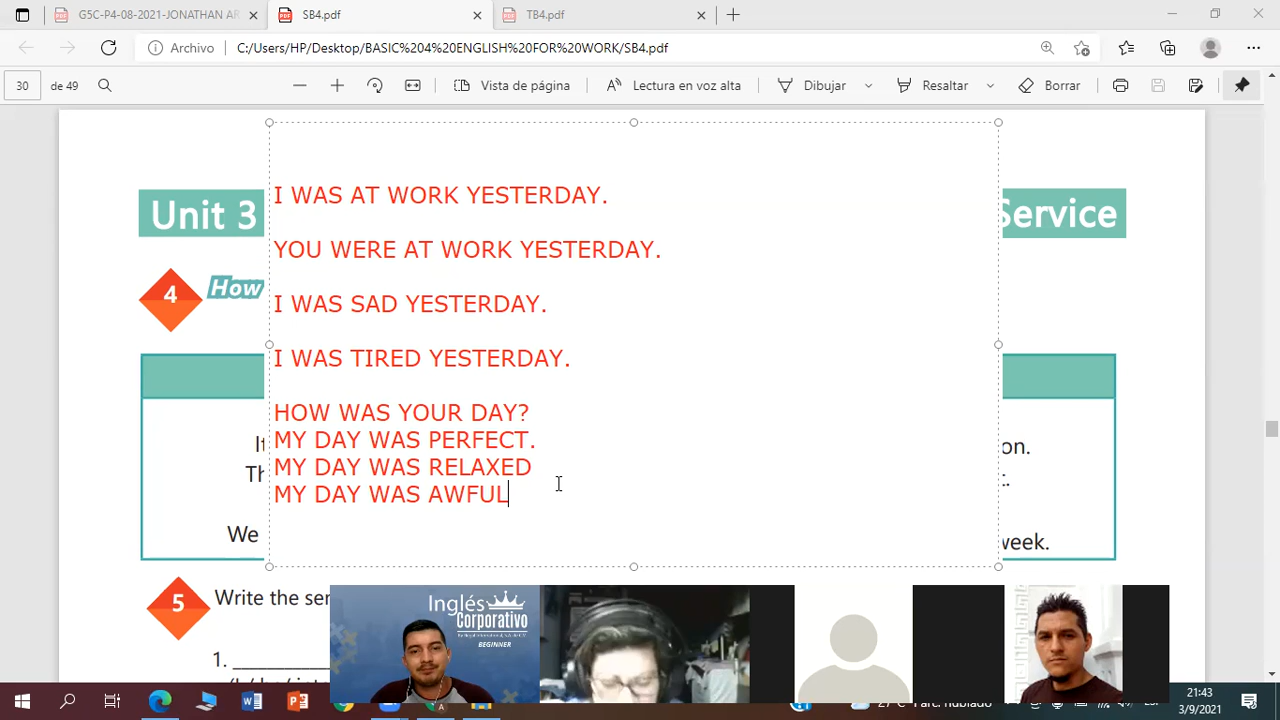 G5C-P4-08-2021-JONATHAN AR
SB4.pdf
TB4.pdf
Archivo
C:/Users/HP/Desktop/BASIC%204%20ENGLISH%20FOR%20WORK/SB4.pdf
30 de 49
Vista de página
Lectura en voz alta
Dibujar
Resaltar
Borrar
I WAS AT WORK YESTERDAY.
Unit 3
Service
YOU WERE AT WORK YESTERDAY.
4
How
I WAS SAD YESTERDAY.
I WAS TIRED YESTERDAY.
HOW WAS YOUR DAY?
MY DAY WAS PERFECT.
on.
MY DAY WAS RELAXED
MY DAY WAS AWFUL
We
week.
5
Write the
1.
Inglés
Corporativo
BEGINNER
21:43
3/9/2021